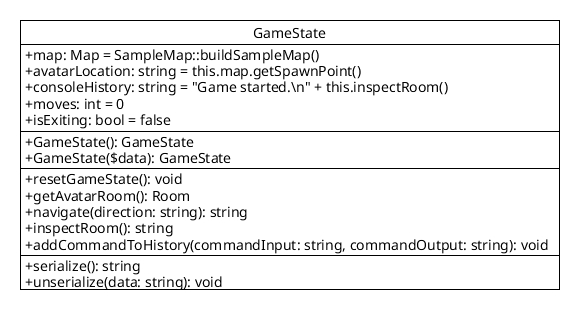 GameState
+map: Map = SampleMap::buildSampleMap()
+avatarLocation: string = this.map.getSpawnPoint()
+consoleHistory: string = "Game started.\n" + this.inspectRoom()
+moves: int = 0
+isExiting: bool = false
+GameState(): GameState
+GameState($data): GameState
+resetGameState(): void
+getAvatarRoom(): Room
+navigate(direction: string): string
+inspectRoom(): string
+addCommandToHistory(commandInput: string, commandOutput: string): void
+serialize(): string
+unserialize(data: string): void